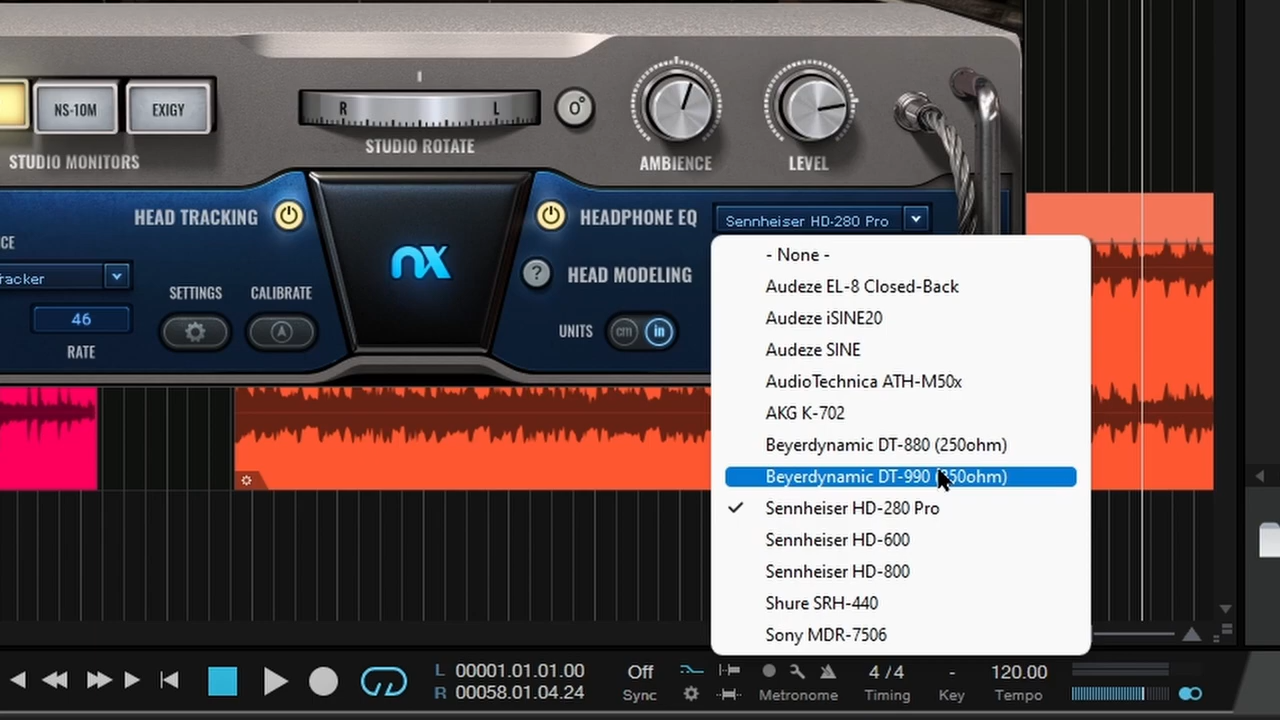 NS-10M
EXIGY
STUDIO MONITORS
R
L
STUDIO ROTATE
0°
AMBIENCE
LEVEL
HEAD TRACKING
nx
HEADPHONE EQ
Sennheiser HD-280 Pro
CE
racker
SETTINGS
CALIBRATE
?
HEAD MODELING
46
RATE
UNITS
cm
in
- None -
Audeze EL-8 Closed-Back
Audeze iSINE20
Audeze SINE
AudioTechnica ATH-M50x
AKG K-702
Beyerdynamic DT-880 (250ohm)
Beyerdynamic DT-990 (250ohm)
Sennheiser HD-280 Pro
Sennheiser HD-600
Sennheiser HD-800
Shure SRH-440
Sony MDR-7506
L 00001.01.01.00
R 00058.01.04.24
Off
Sync
Metronome
4 / 4
Timing
-
Key
120.00
Tempo